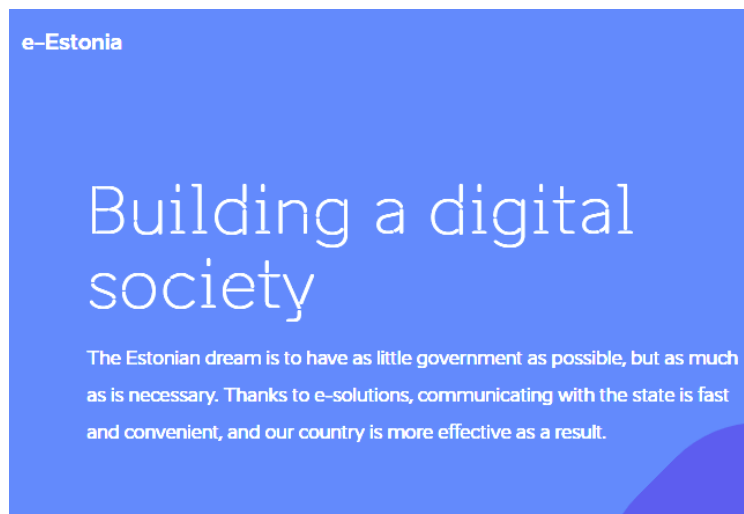 e-Estonia
Building a digital
society
The Estonian dream is to have as little government as possible, but as much
as is necessary. Thanks to e-solutions, communicating with the state is fast
and convenient, and our country is more effective as a result.